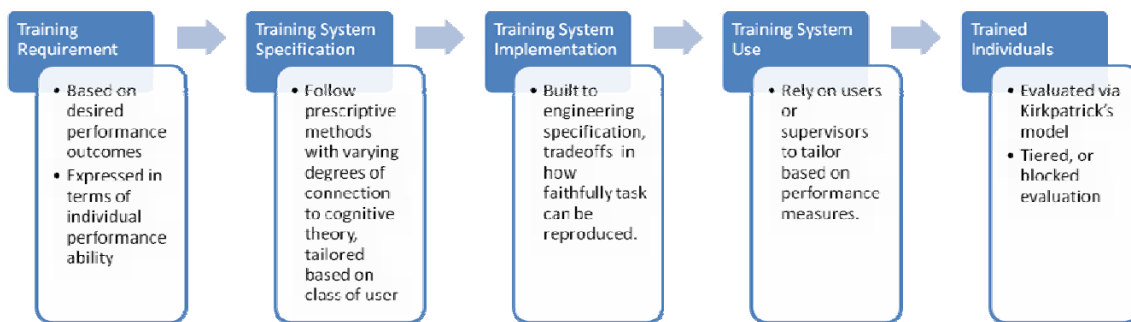 Training
Requirement
• Based on
desired
performance
outcomes
• Expressed in
terms of
individual
performance
ability
Training System
Specification
• Follow
prescriptive
methods
with varying
degrees of
connection
to cognitive
theory,
tailored
based on
class of user
Training System
Implementation
• Built to
engineering
specification,
tradeoffs in
how
faithfully task
can be
reproduced.
Training System
Use
• Rely on users
or
supervisors
to tailor
based on
performance
measures.
Trained
Individuals
• Evaluated via
Kirkpatrick's
model
• Tiered, or
blocked
evaluation